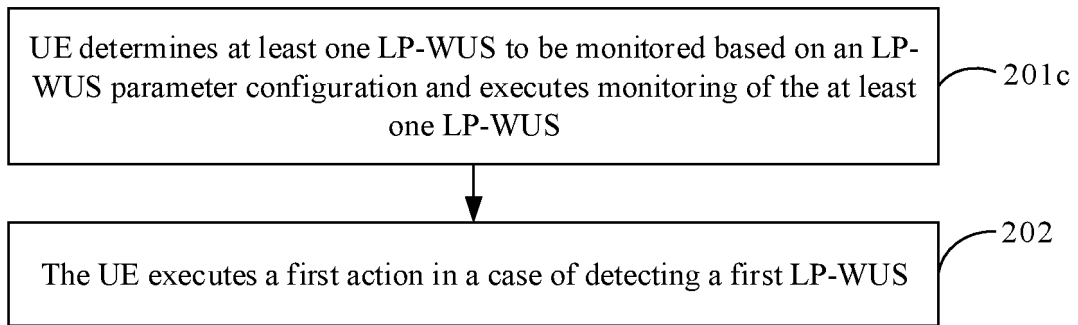 UE determines at least one LP-WUS to be monitored based on an LP-
WUS parameter configuration and executes monitoring of the at least
one LP-WUS
201c
The UE executes a first action in a case of detecting a first LP-WUS
202